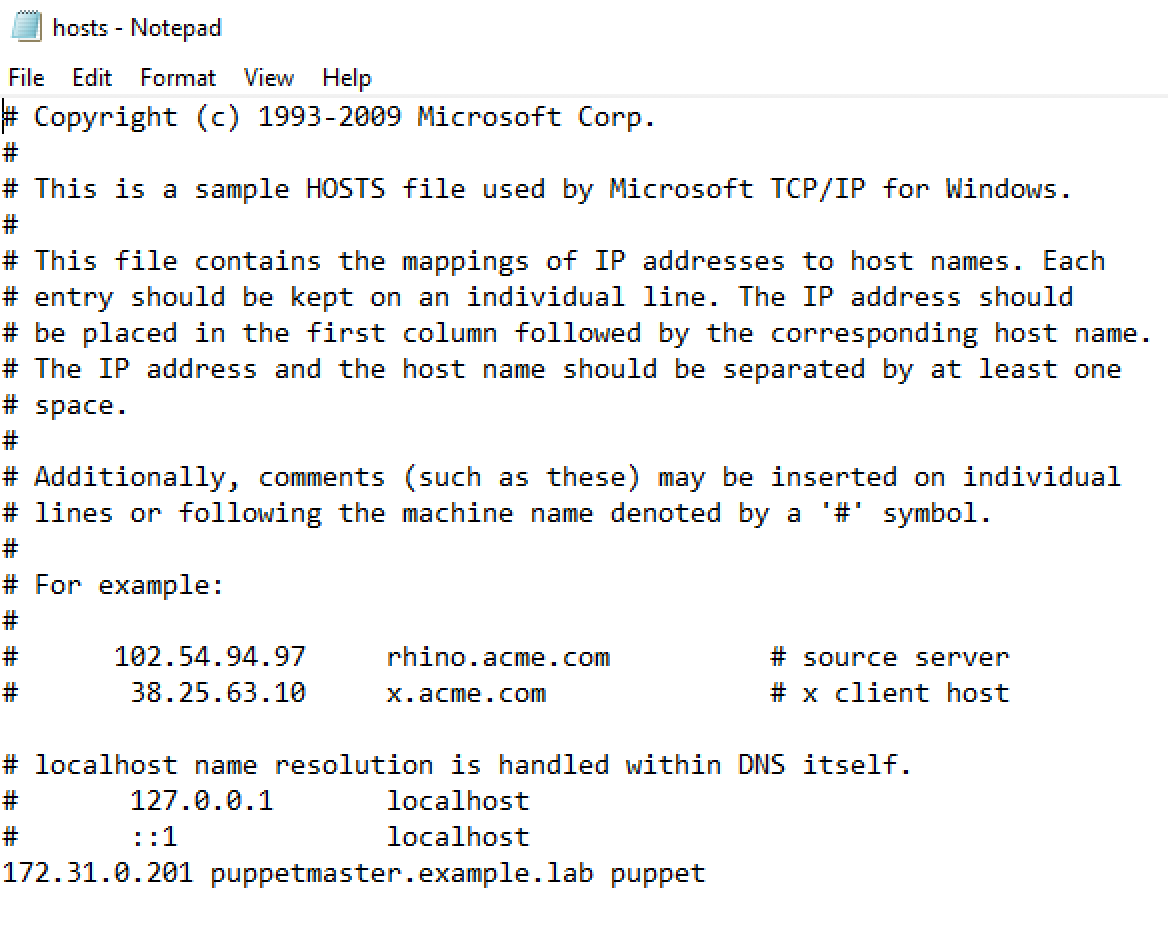 hosts - Notepad
File Edit Format View Help
# Copyright (c) 1993-2009 Microsoft Corp.
#
# This is a sample HOSTS file used by Microsoft TCP/IP for Windows.
#
# This file contains the mappings of IP addresses to host names. Each
# entry should be kept on an individual line. The IP address should
# be placed in the first column followed by the corresponding host name.
# The IP address and the host name should be separated by at least one
# space.
#
# Additionally, comments (such as these) may be inserted on individual
# lines or following the machine name denoted by a '#' symbol.
#
# For example:
#
#      102.54.94.97     rhino.acme.com          # source server
#       38.25.63.10     x.acme.com              # x client host

# localhost name resolution is handled within DNS itself.
#       127.0.0.1       localhost
#       ::1             localhost
172.31.0.201 puppetmaster.example.lab puppet